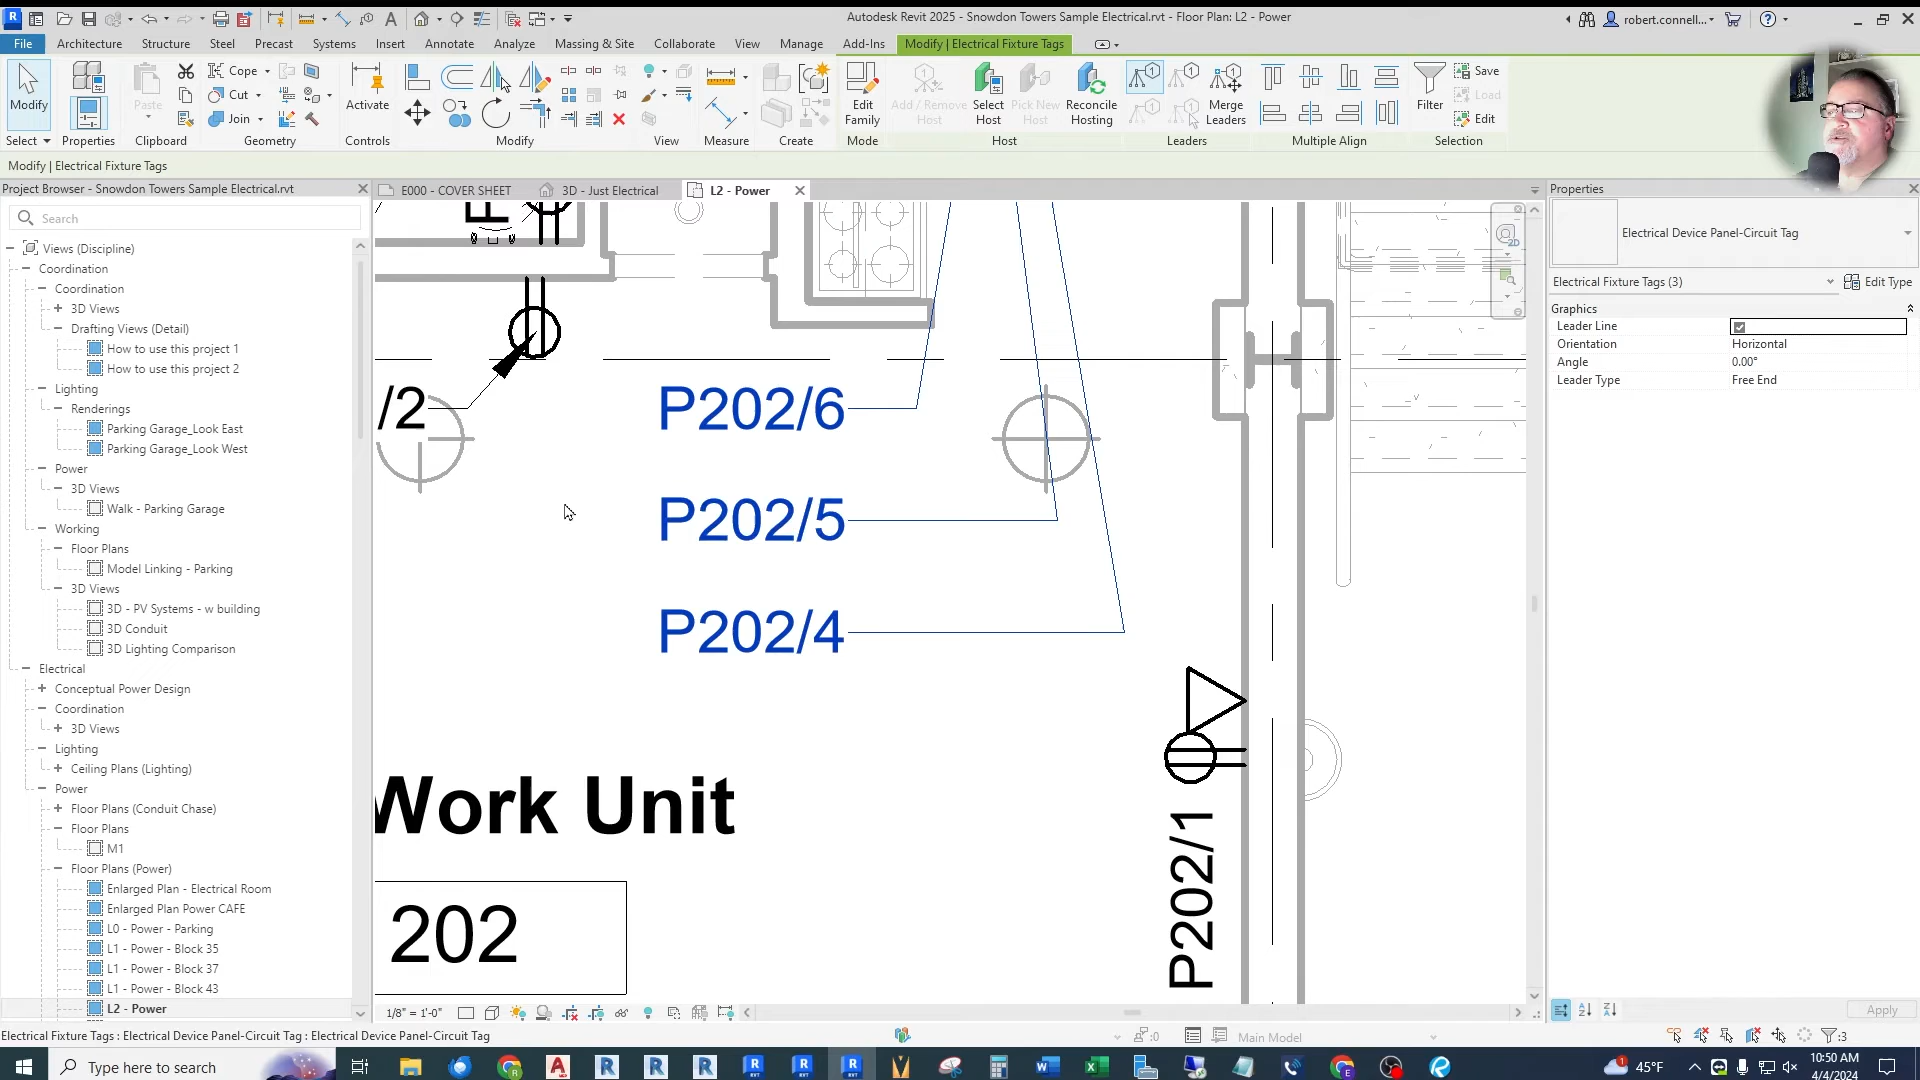 Autodesk Revit 2025 - Snowdon Towers Sample Electrical.rvt - Floor Plan: L2 - Power
robert.connell...
File Architecture Structure Steel Precast Systems Insert Annotate Analyze Massing & Site Collaborate View Manage Add-Ins Modify | Electrical Fixture Tags
Modify
Select
Properties
Paste
Clipboard
Cope
Cut
Join
Geometry
Activate
Controls
Modify
View
Measure
Create
Edit Family
Mode
Add / Remove Host
Select Host
Pick New Host
Reconcile Hosting
Host
Merge Leaders
Leaders
Multiple Align
Filter
Save
Load
Edit
Selection
Modify | Electrical Fixture Tags
Project Browser - Snowdon Towers Sample Electrical.rvt
Search
Views (Discipline)
Coordination
Coordination
3D Views
Drafting Views (Detail)
How to use this project 1
How to use this project 2
Lighting
Renderings
Parking Garage_Look East
Parking Garage_Look West
Power
3D Views
Walk - Parking Garage
Working
Floor Plans
Model Linking - Parking
3D Views
3D - PV Systems - w building
3D Conduit
3D Lighting Comparison
Electrical
Conceptual Power Design
Coordination
3D Views
Lighting
Ceiling Plans (Lighting)
Power
Floor Plans (Conduit Chase)
Floor Plans
M1
Floor Plans (Power)
Enlarged Plan - Electrical Room
Enlarged Plan Power CAFE
L0 - Power - Parking
L1 - Power - Block 35
L1 - Power - Block 37
L1 - Power - Block 43
L2 - Power
E000 - COVER SHEET
3D - Just Electrical
L2 - Power
/2
P202/6
P202/5
P202/4
Work Unit
202
P202/1
2D
Properties
Electrical Device Panel-Circuit Tag
Electrical Fixture Tags (3)
Edit Type
Graphics
Leader Line
Orientation Horizontal
Angle 0.00°
Leader Type Free End
Apply
1/8" = 1'-0"
Electrical Fixture Tags : Electrical Device Panel-Circuit Tag : Electrical Device Panel-Circuit Tag
:0
Main Model
:3
Type here to search
45°F
10:50 AM
4/4/2024